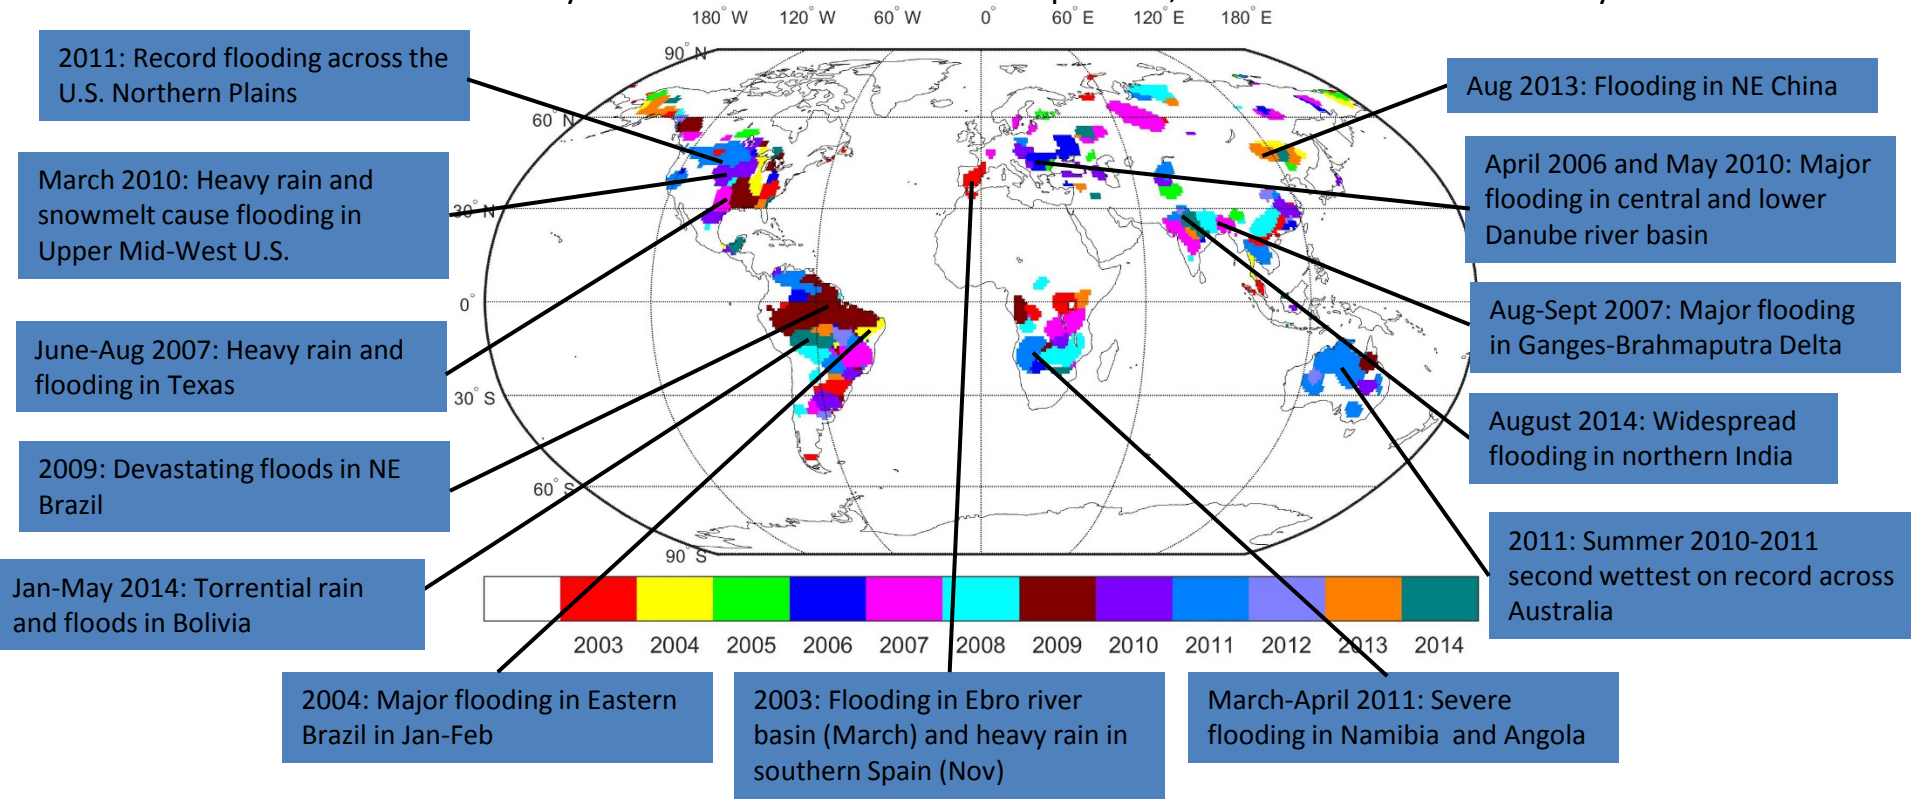 180° W 120° W 60° W 0° 60° E 120° E 180° E
90° N
60° N
30° N
0°
30° S
60° S
90° S
2011: Record flooding across the
U.S. Northern Plains
March 2010: Heavy rain and
snowmelt cause flooding in
Upper Mid-West U.S.
June-Aug 2007: Heavy rain and
flooding in Texas
2009: Devastating floods in NE
Brazil
Jan-May 2014: Torrential rain
and floods in Bolivia
Aug 2013: Flooding in NE China
April 2006 and May 2010: Major
flooding in central and lower
Danube river basin
Aug-Sept 2007: Major flooding
in Ganges-Brahmaputra Delta
August 2014: Widespread
flooding in northern India
2011: Summer 2010-2011
second wettest on record across
Australia
2003 2004 2005 2006 2007 2008 2009 2010 2011 2012 2013 2014
2004: Major flooding in Eastern
Brazil in Jan-Feb
2003: Flooding in Ebro river
basin (March) and heavy rain in
southern Spain (Nov)
March-April 2011: Severe
flooding in Namibia and Angola